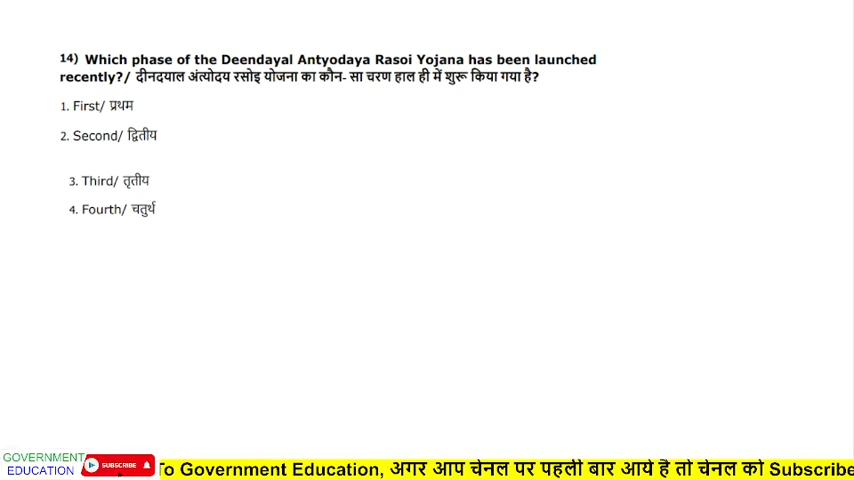 14) Which phase of the Deendayal Antyodaya Rasoi Yojana has been launched
recently?/ दीनदयाल अंत्योदय रसोइ योजना का कौन- सा चरण हाल ही में शुरू किया गया है?
1. First/ प्रथम
2. Second/ द्वितीय
3. Third/ तृतीय
4. Fourth/ चतुर्थ
GOVERNMENT
EDUCATION
SUBSCRIBE
To Government Education, अगर आप चेनल पर पहली बार आये है तो चेनल को Subscribe